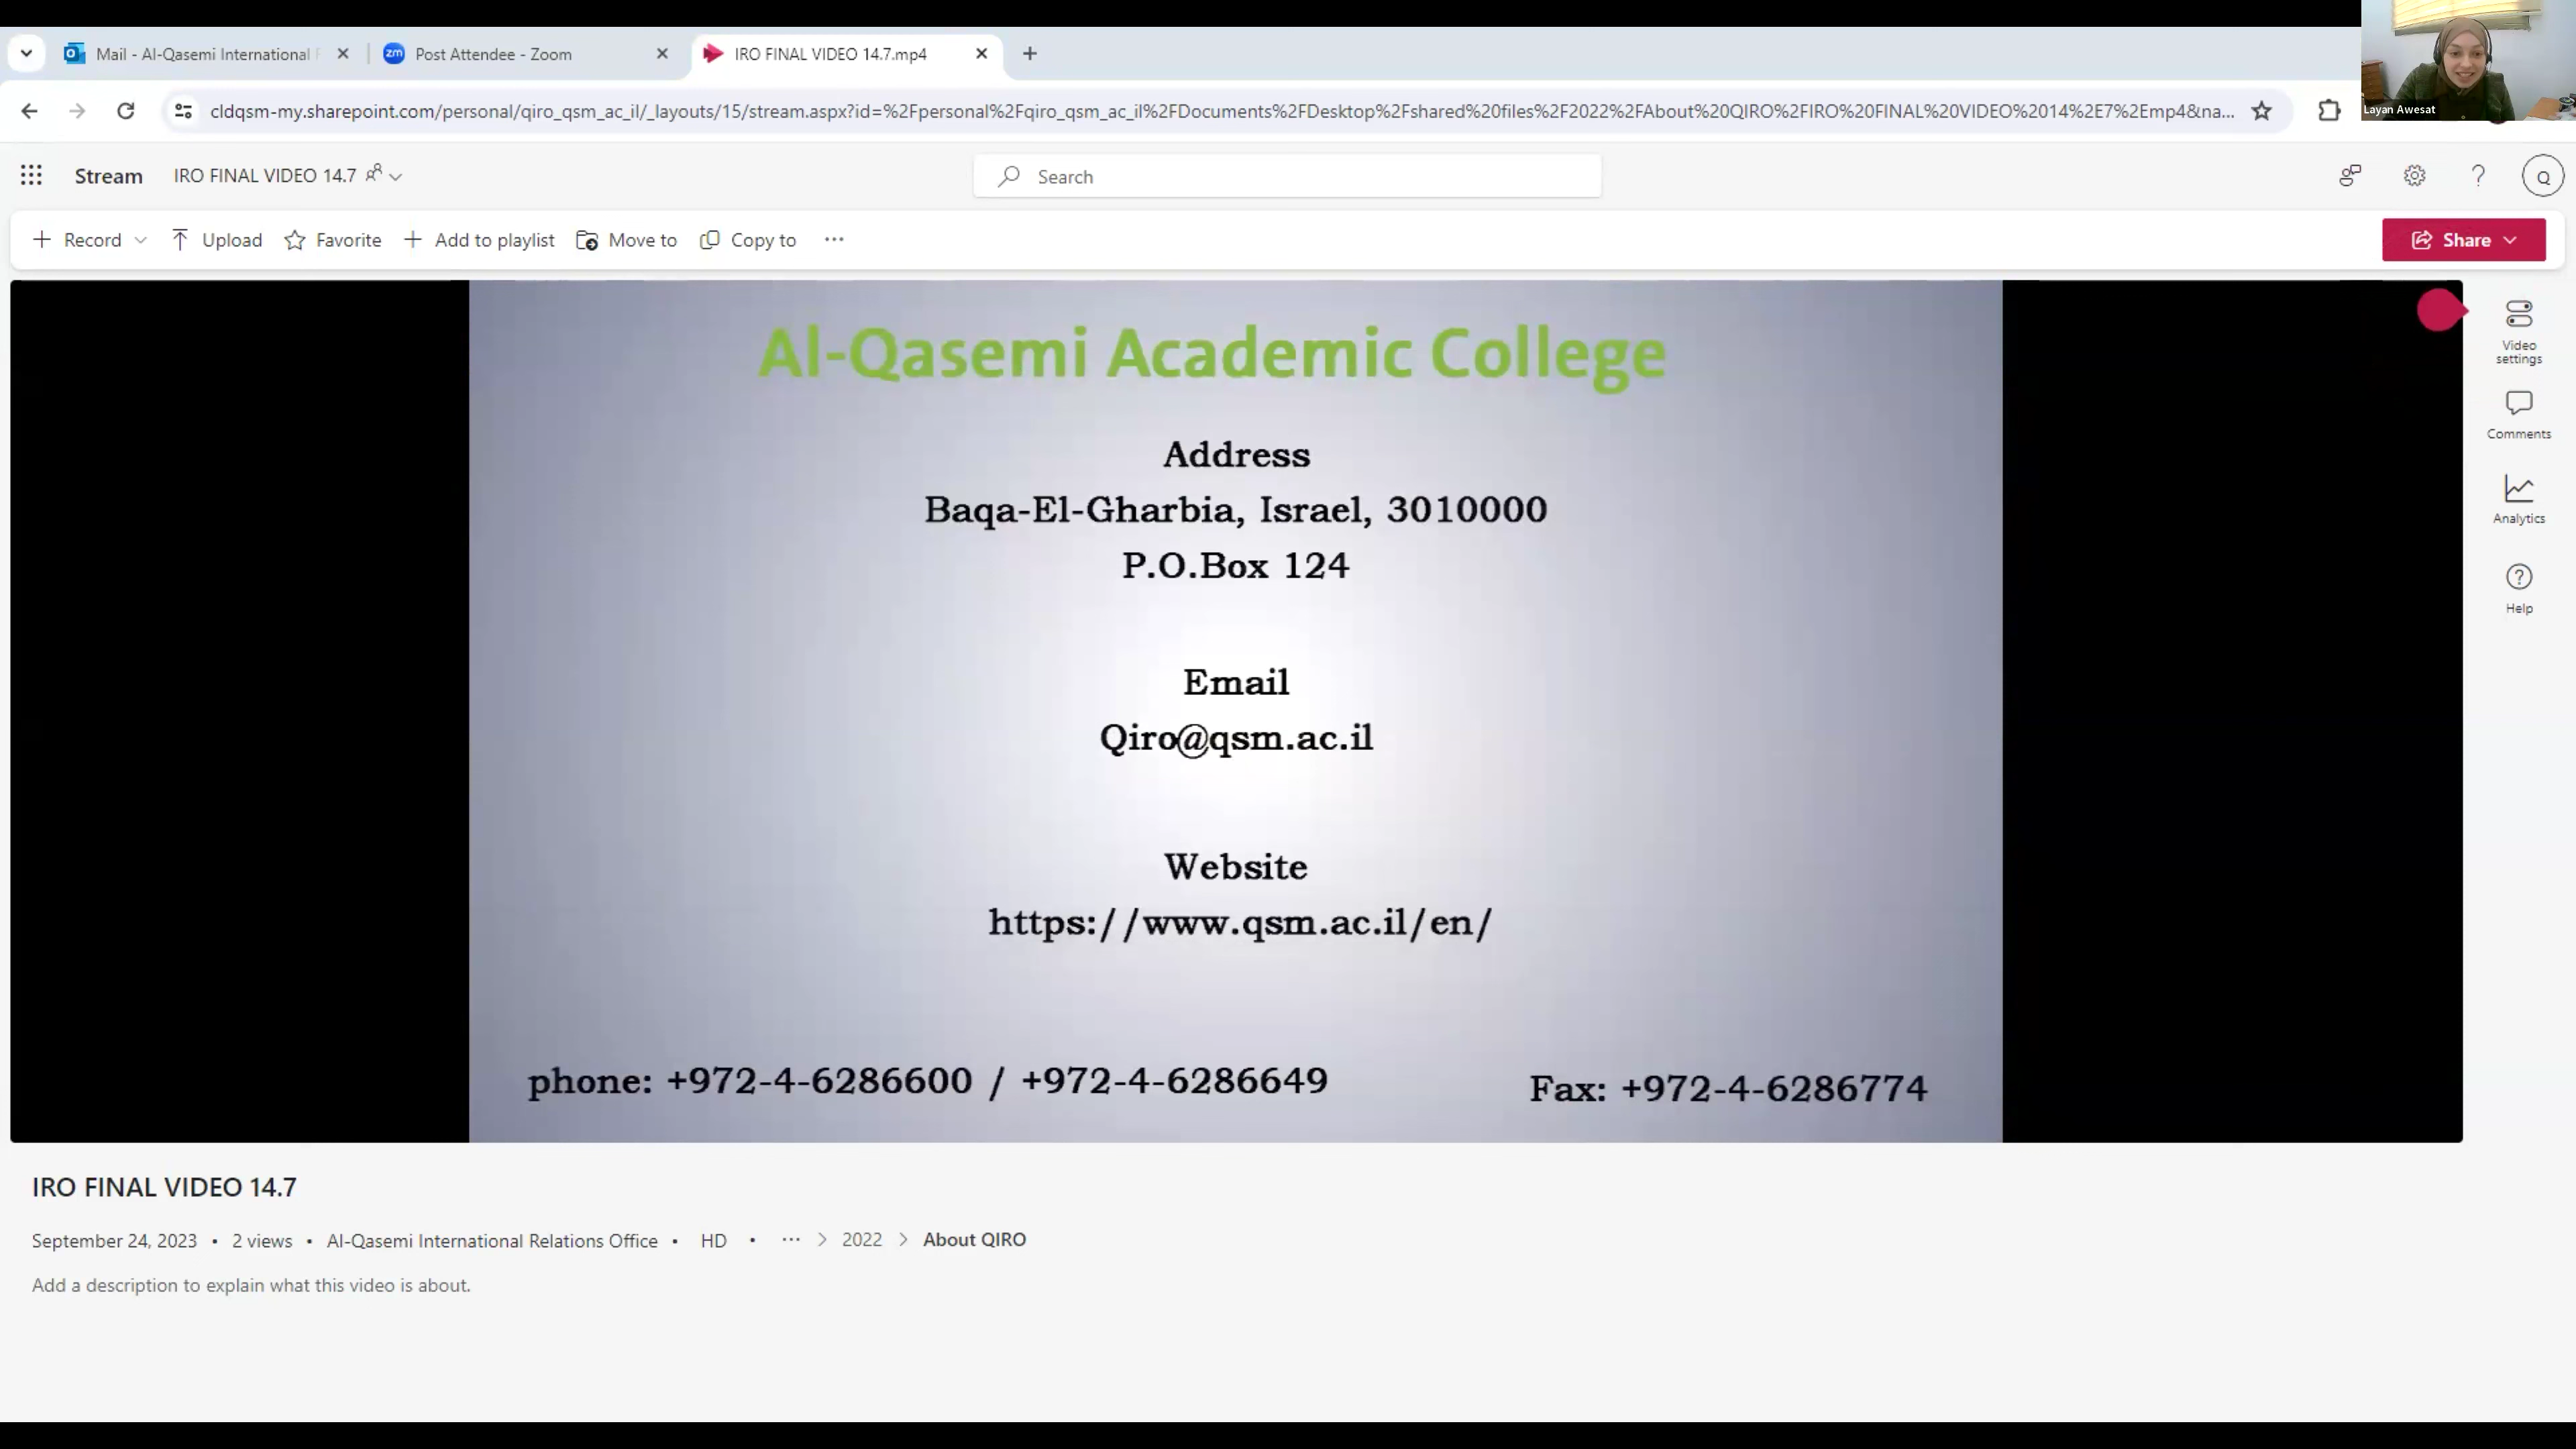 Mail - Al-Qasemi International
Post Attendee - Zoom
IRO FINAL VIDEO 14.7.mp4
cldqsm-my.sharepoint.com/personal/qiro_qsm_ac_il/_layouts/15/stream.aspx?id=%2Fpersonal%2Fqiro_qsm_ac_il%2FDocuments%2FDesktop%2Fshared%20files%2F2022%2FAbout%20QIRO%2FIRO%20FINAL%20VIDEO%2014%2E7%2Emp4&na...
Layan Awesat
Stream
IRO FINAL VIDEO 14.7
Search
Q
Record
Upload
Favorite
Add to playlist
Move to
Copy to
Share
Al-Qasemi Academic College
Address
Baqa-El-Gharbia, Israel, 3010000
P.O.Box 124
Email
Qiro@qsm.ac.il
Website
https://www.qsm.ac.il/en/
phone: +972-4-6286600 / +972-4-6286649
Fax: +972-4-6286774
Video
settings
Comments
Analytics
Help
IRO FINAL VIDEO 14.7
September 24, 2023 • 2 views • Al-Qasemi International Relations Office • HD • ... > 2022 > About QIRO
Add a description to explain what this video is about.